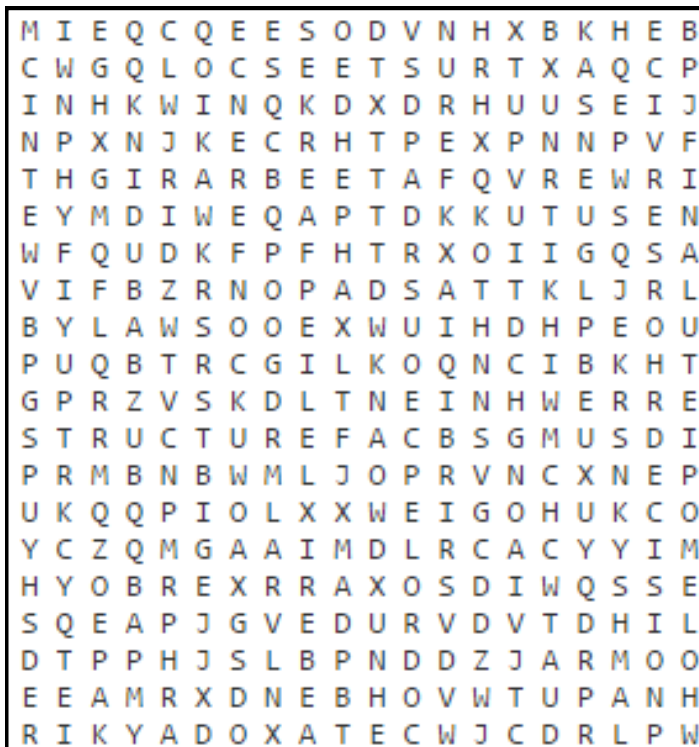 M I E Q C Q E E S O D V N H X B K H E B
C W G Q L O C S E E T S U R T X A Q C P
I N H K W I N Q K D X D R H U U S E I J
N P X N J K E C R H T P E X P N N P V F
T H G I R A R B E E T A F Q V R E W R I
E Y M D I W E Q A P T D K K U T U S E N
W F Q U D K F P F H T R X O I I G Q S A
V I F B Z R N O P A D S A T T K L J R L
B Y L A W S O O E X W U I H D H P E O U
P U Q B T R C G I L K O Q N C I B K H T
G P R Z V S K D L T N E I N H W E R R E
S T R U C T U R E F A C B S G M U S D I
P R M B N B W M L J O P R V N C X N E P
U K Q Q P I O L X X W E I G O H U K C O
Y C Z Q M G A A I M D L R C A C Y Y I M
H Y O B R E X R R A X O S D I W Q S S E
S Q E A P J G V E D U R V D V T D H I L
D T P P H J S L B P N D D Z J A R M O O
E E A M R X D N E B H O V W T U P A N H
R I K Y A D O X A T E C W J C D R L P W